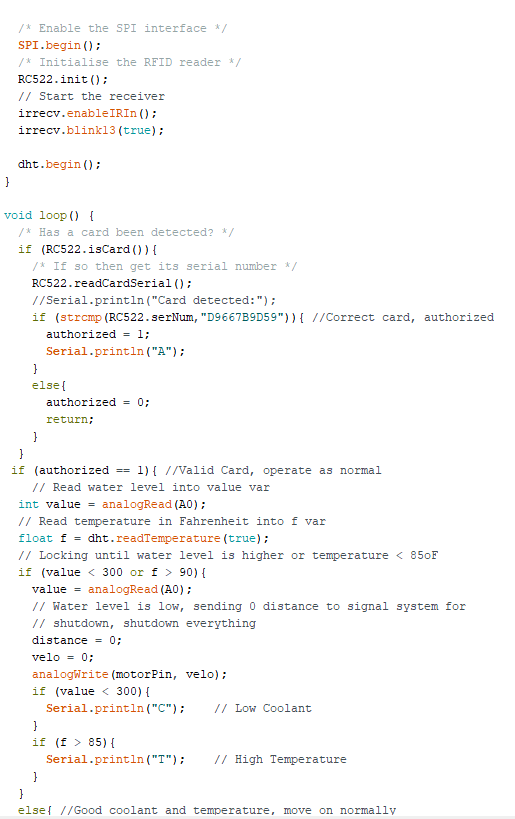 /* Enable the SPI interface */
SPI.begin();
/* Initialise the RFID reader */
RC522.init();
// Start the receiver
irrecv.enableIRIn();
irrecv.blink13(true);
dht.begin();
}
void loop() {
/* Has a card been detected? */
if (RC522.isCard()){
/* If so then get its serial number */
RC522.readCardSerial();
//Serial.println("Card detected:");
if (strcmp(RC522.serNum,"D9667B9D59")){ //Correct card, authorized
authorized = 1;
Serial.println("A");
}
else{
authorized = 0;
return;
}
}
if (authorized == 1){ //Valid Card, operate as normal
// Read water level into value var
int value = analogRead(A0);
// Read temperature in Fahrenheit into f var
float f = dht.readTemperature(true);
// Locking until water level is higher or temperature < 85oF
if (value < 300 or f > 90){
value = analogRead(A0);
// Water level is low, sending 0 distance to signal system for
// shutdown, shutdown everything
distance = 0;
velo = 0;
analogWrite(motorPin, velo);
if (value < 300){
Serial.println("C"); // Low Coolant
}
if (f > 85){
Serial.println("T"); // High Temperature
}
}
else{ //Good coolant and temperature, move on normally